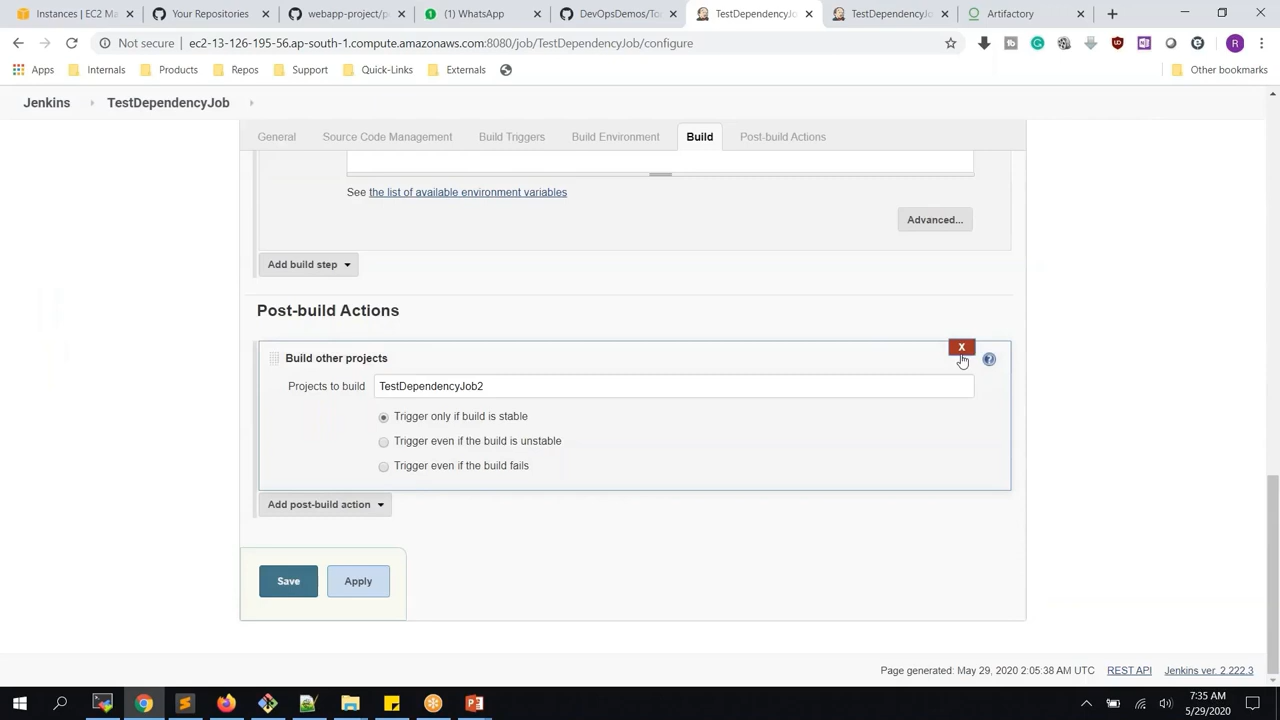 Instances | EC2 Ma
Your Repositories
webapp-project/p
(1) WhatsApp
DevOpsDemos/To
TestDependencyJo
TestDependencyJo
Artifactory
Not secure | ec2-13-126-195-56.ap-south-1.compute.amazonaws.com:8080/job/TestDependencyJob/configure
Apps
Internals
Products
Repos
Support
Quick-Links
Externals
Other bookmarks
Jenkins
TestDependencyJob
General
Source Code Management
Build Triggers
Build Environment
Build
Post-build Actions
See the list of available environment variables
Advanced...
Add build step
Post-build Actions
X
Build other projects
Projects to build
TestDependencyJob2
Trigger only if build is stable
Trigger even if the build is unstable
Trigger even if the build fails
Add post-build action
Save
Apply
Page generated: May 29, 2020 2:05:38 AM UTC
REST API
Jenkins ver. 2.222.3
7:35 AM
5/29/2020